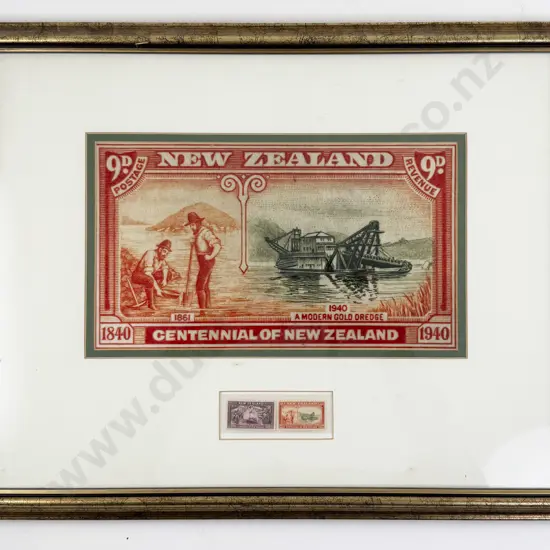 9D NEW ZEALAND 9D
POSTAGE REVENUE
1861
1940
A MODERN GOLD DREDGE
1840 CENTENNIAL OF NEW ZEALAND 1940